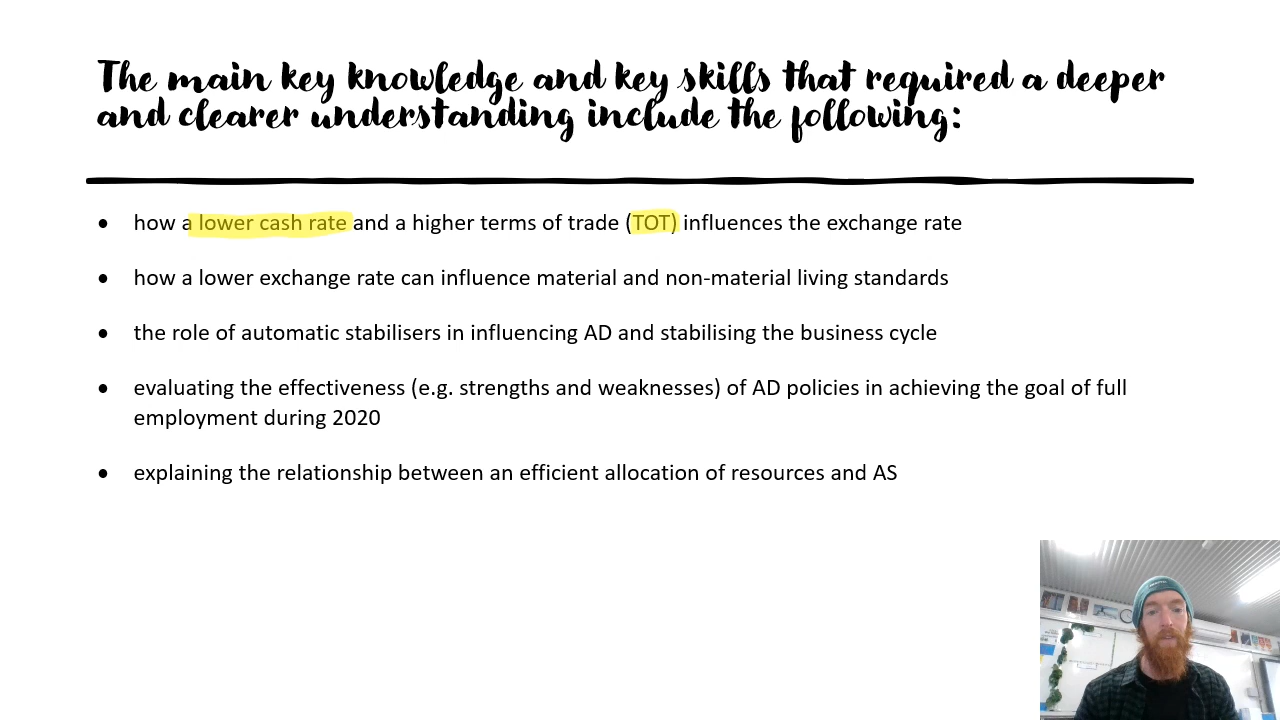 The main key knowledge and key skills that required a deeper
and clearer understanding include the following:
• how a lower cash rate and a higher terms of trade (TOT) influences the exchange rate
• how a lower exchange rate can influence material and non-material living standards
• the role of automatic stabilisers in influencing AD and stabilising the business cycle
• evaluating the effectiveness (e.g. strengths and weaknesses) of AD policies in achieving the goal of full
employment during 2020
• explaining the relationship between an efficient allocation of resources and AS